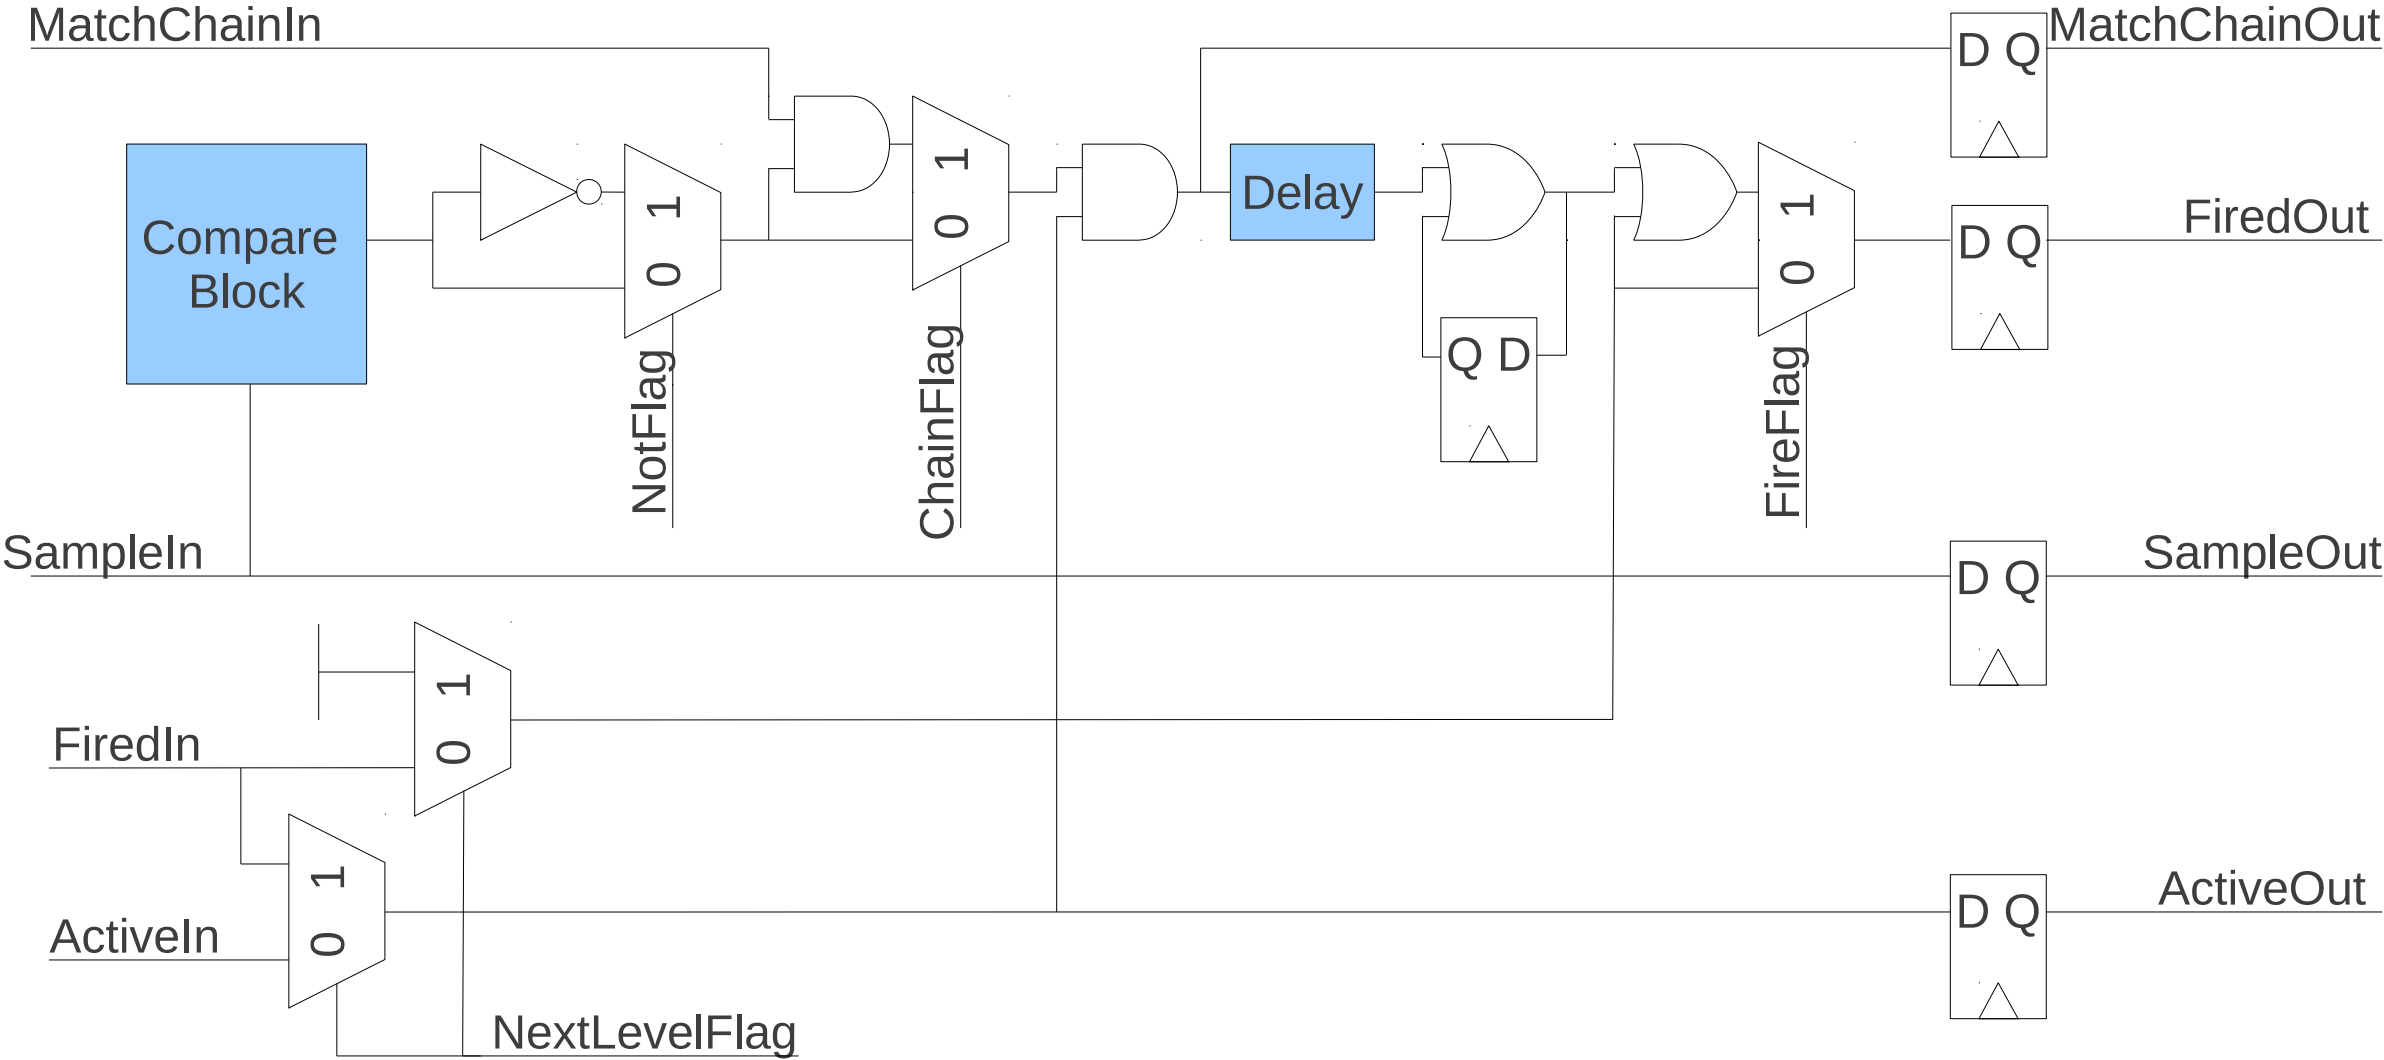 MatchChainIn
MatchChainOut
D Q
1
0
Compare
Block
1
0
Delay
1
0
D Q
FiredOut
Q D
NotFlag
ChainFlag
FireFlag
SampleIn
D Q
SampleOut
1
0
FiredIn
1
0
ActiveIn
D Q
ActiveOut
NextLevelFlag